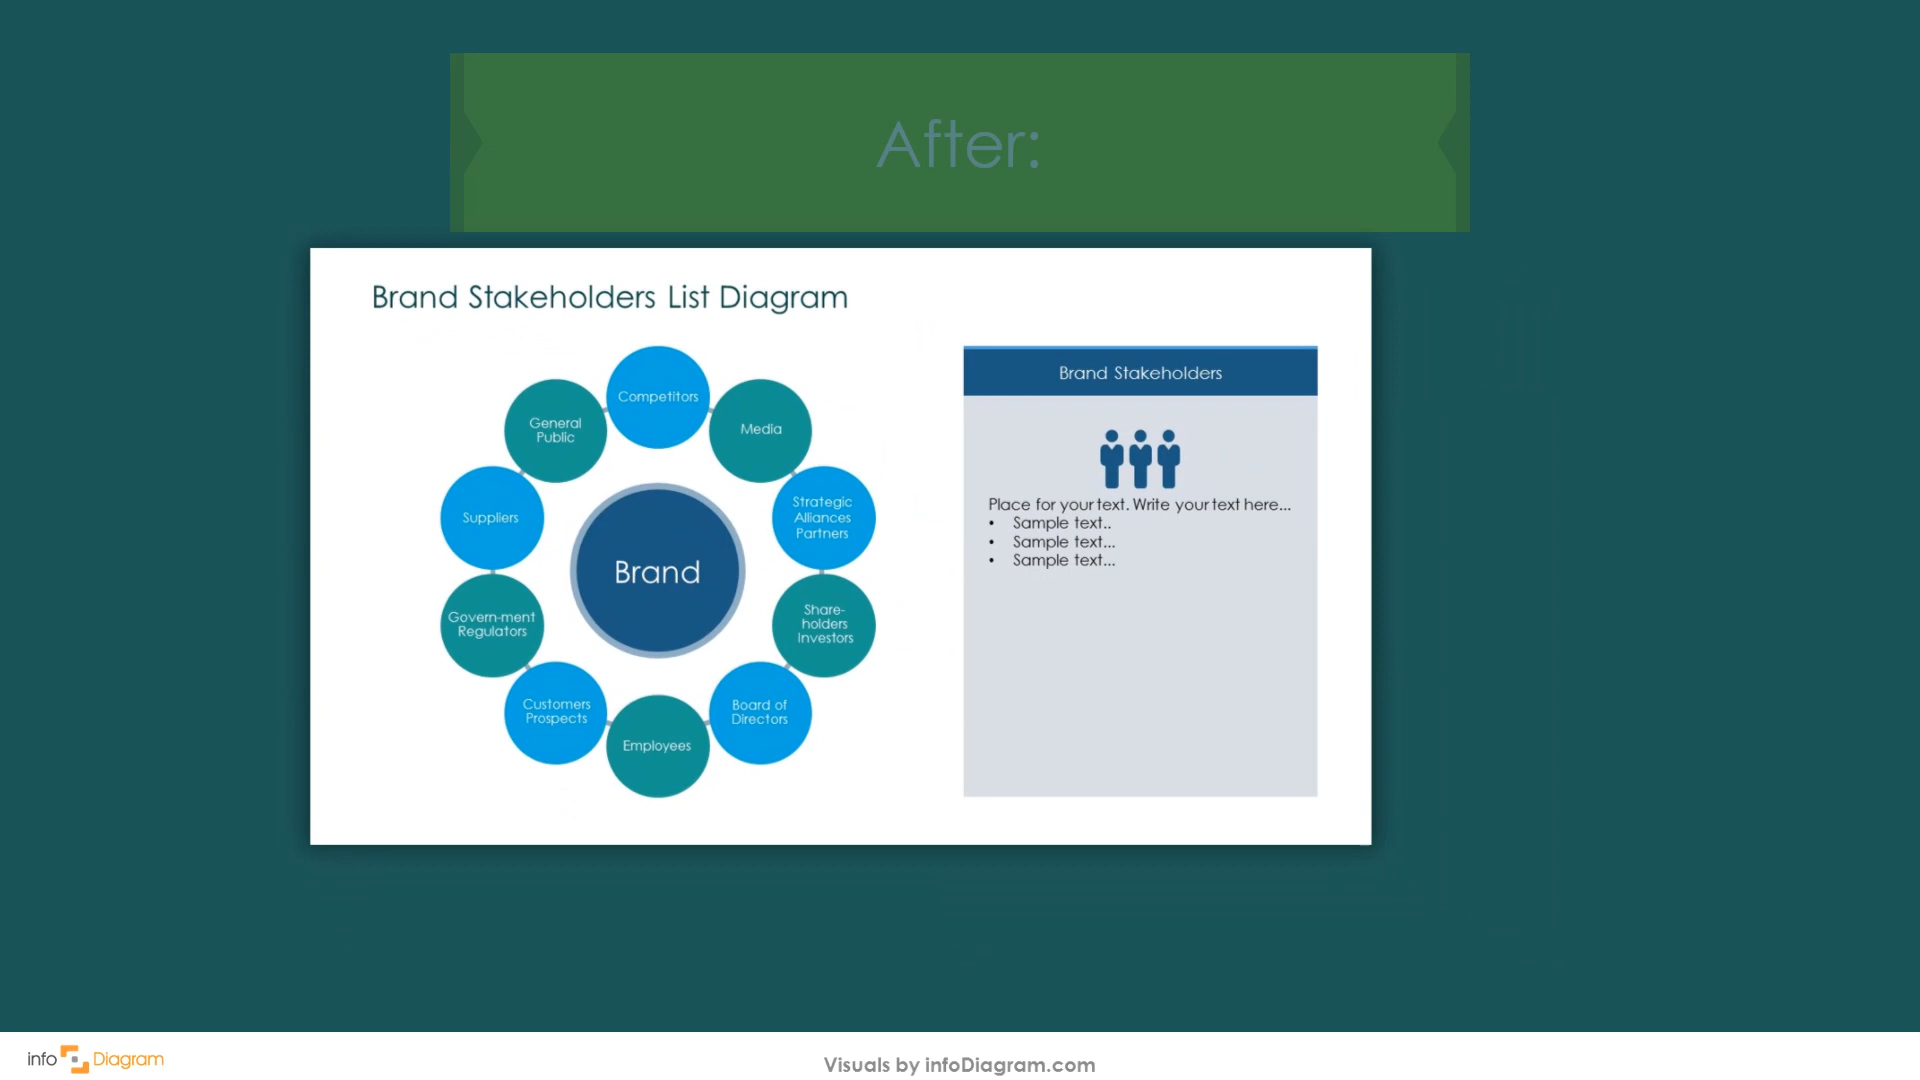 After:
Brand Stakeholders List Diagram
Competitors
Media
Strategic
Alliances
Partners
Share-
holders
Investors
Board of
Directors
Employees
Customers
Prospects
Govern-ment
Regulators
Suppliers
General
Public
Brand
Brand Stakeholders
Place for your text. Write your text here...
• Sample text..
• Sample text...
• Sample text...
info Diagram
Visuals by infoDiagram.com